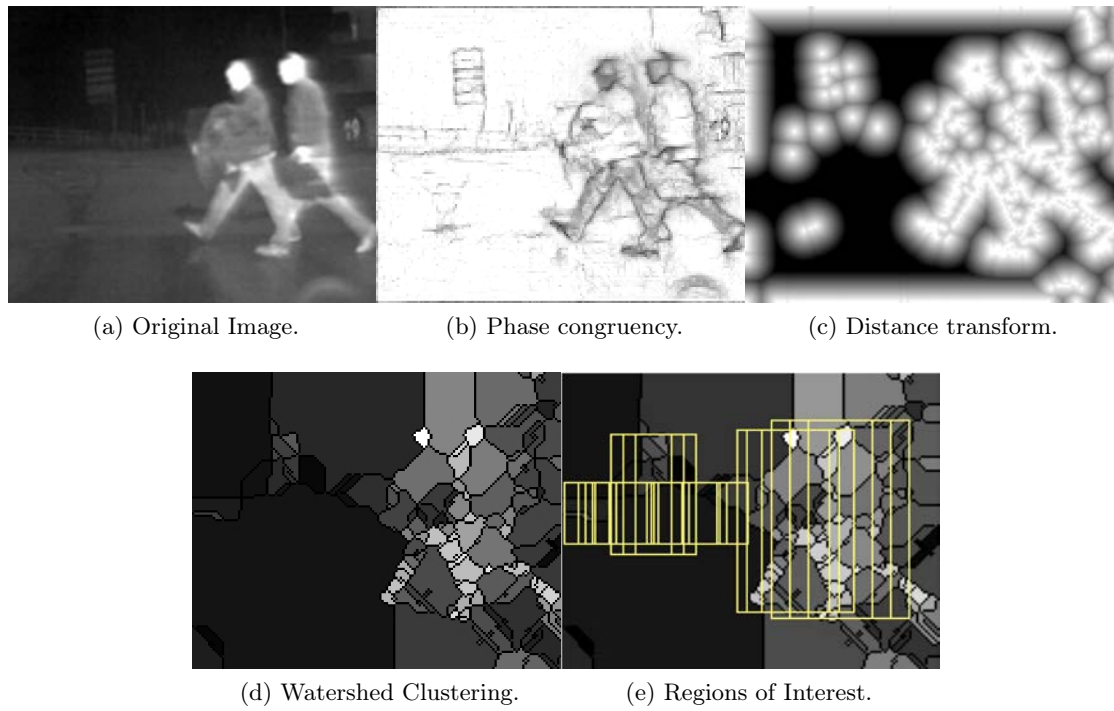 (a) Original Image.
(b) Phase congruency.
(c) Distance transform.
(d) Watershed Clustering.
(e) Regions of Interest.